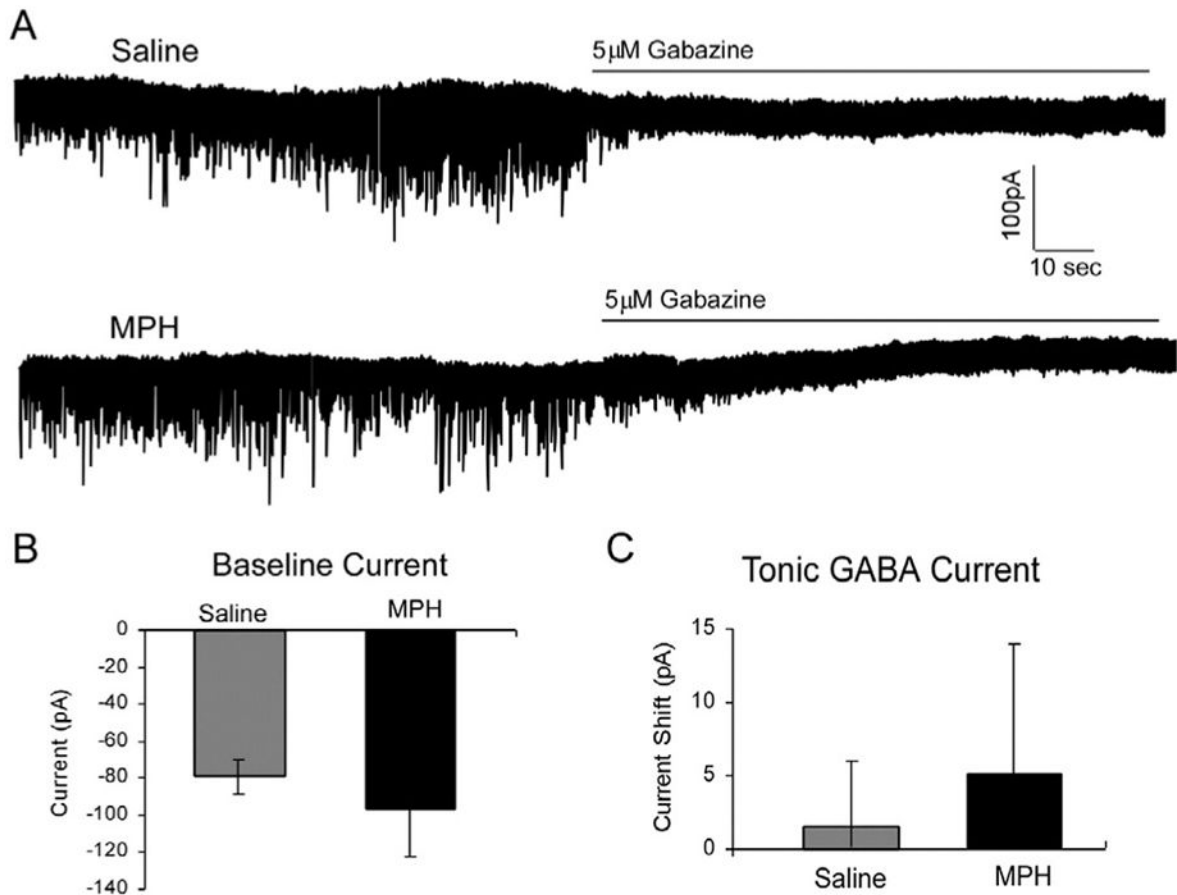 A
Saline
5μM Gabazine
100pA
10 sec
MPH
5μM Gabazine
B
Baseline Current
Saline
MPH
0
-20
-40
-60
-80
-100
-120
-140
Current (pA)
C
Tonic GABA Current
15
10
5
0
Current Shift (pA)
Saline
MPH